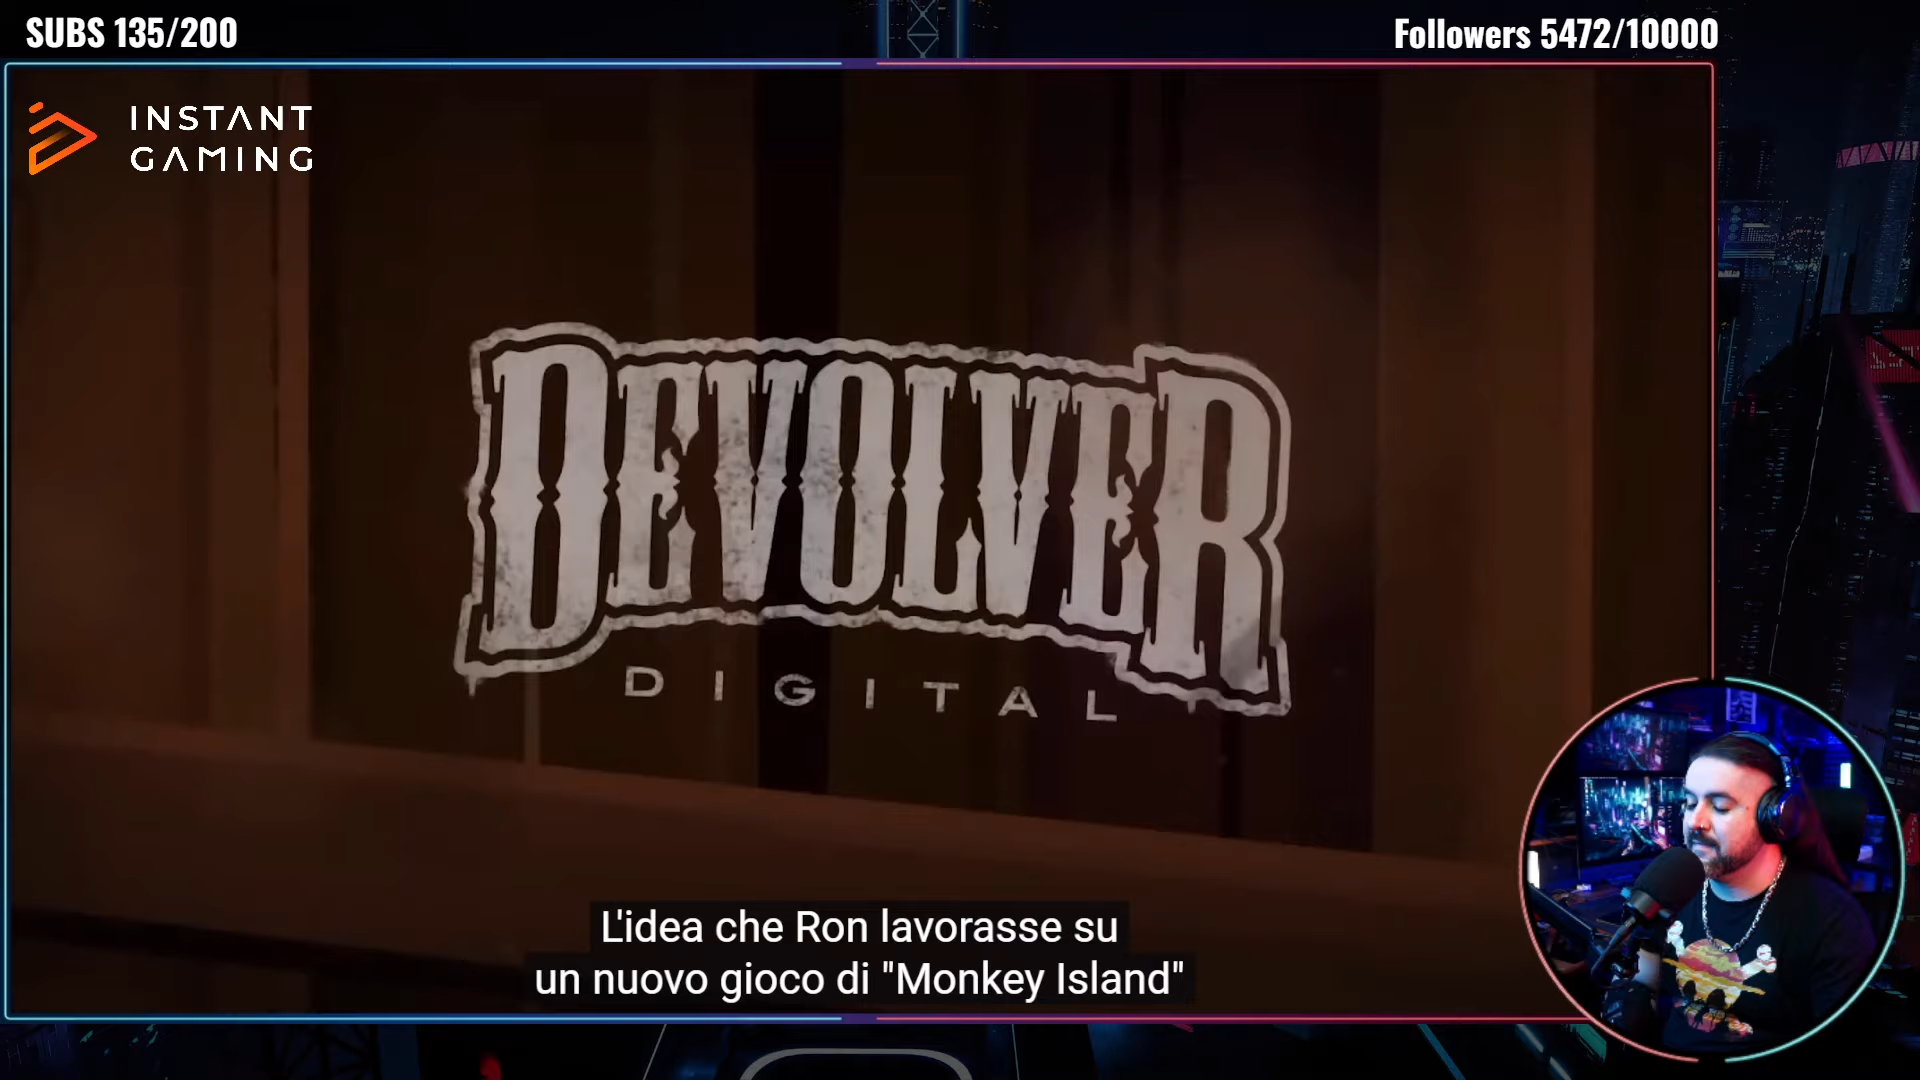 SUBS 135/200
Followers 5472/10000
INSTANT
GAMING
DEVOLVER
DIGITAL
L'idea che Ron lavorasse su
un nuovo gioco di "Monkey Island"